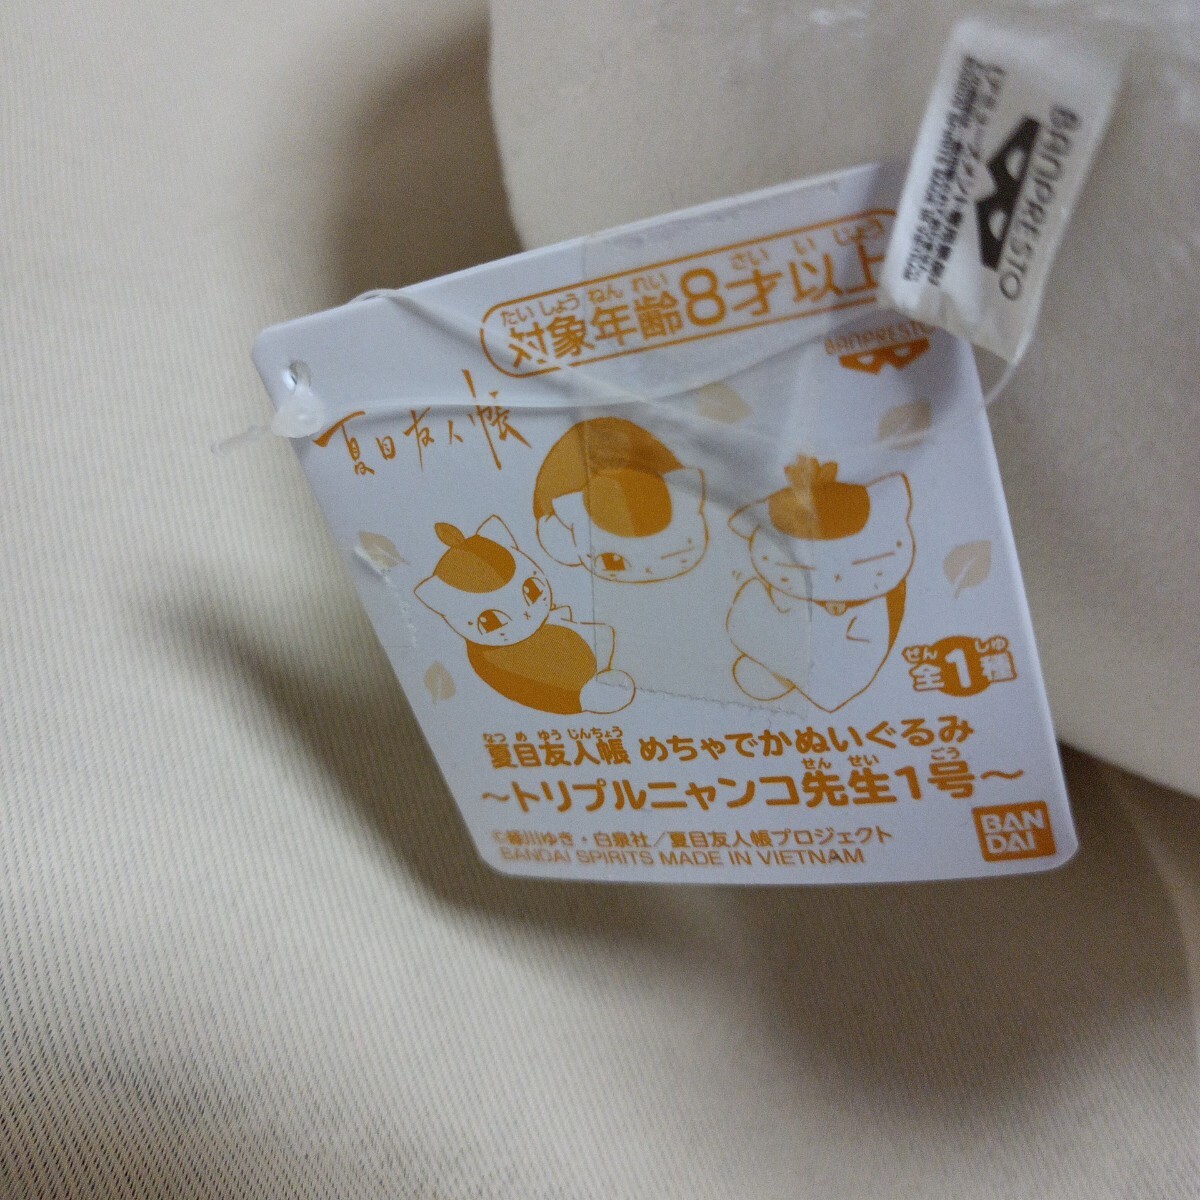 たいしょうねんれい さいいじょう
対象年齢8才以上
BANPRESTO
夏目友人帳
ぜん しゅ
全1種
なつめゆうじんちょう
夏目友人帳 めちゃでかぬいぐるみ
せんせい ごう
～トリプルニャンコ先生1号～
©緑川ゆき・白泉社／夏目友人帳プロジェクト
BANDAI SPIRITS MADE IN VIETNAM
BAN
DAI
BANPRESTO